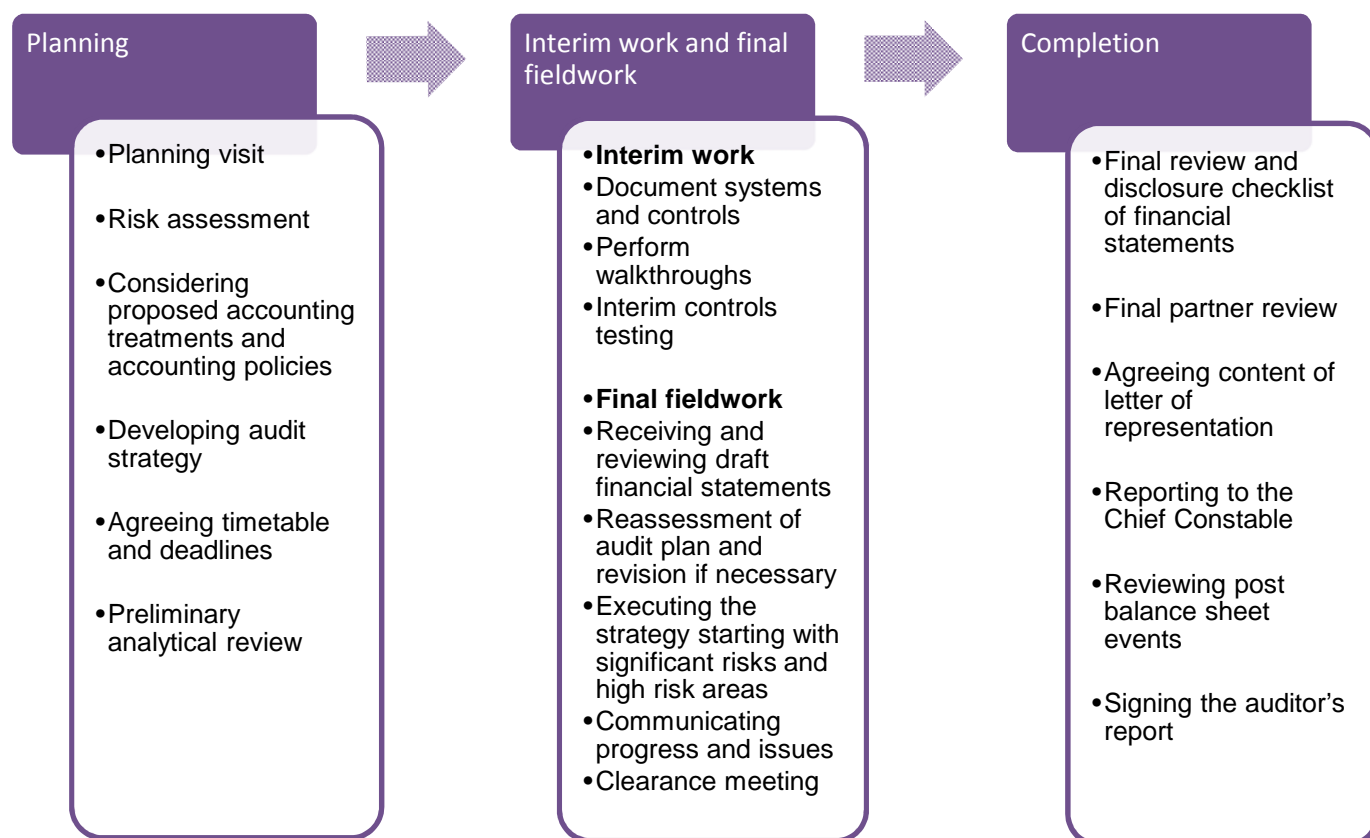 Planning
•Planning visit
•Risk assessment
•Considering
proposed accounting
treatments and
accounting policies
•Developing audit
strategy
•Agreeing timetable
and deadlines
•Preliminary
analytical review
Interim work and final
fieldwork
•Interim work
•Document systems
and controls
•Perform
walkthroughs
•Interim controls
testing
•Final fieldwork
•Receiving and
reviewing draft
financial statements
•Reassessment of
audit plan and
revision if necessary
•Executing the
strategy starting with
significant risks and
high risk areas
•Communicating
progress and issues
•Clearance meeting
Completion
•Final review and
disclosure checklist
of financial
statements
•Final partner review
•Agreeing content of
letter of
representation
•Reporting to the
Chief Constable
•Reviewing post
balance sheet
events
•Signing the auditor’s
report